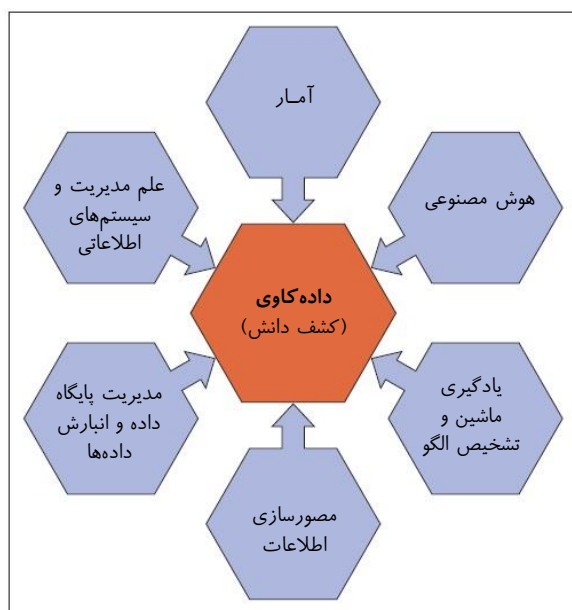 آمـار
هوش مصنوعی
علم مدیریت و
سیستم‌های
اطلاعاتی
داده‌کاوی
(کشف دانش)
یادگیری
ماشین و
تشخیص الگو
مدیریت پایگاه
داده و انبارش
داده‌ها
مصورسازی
اطلاعات